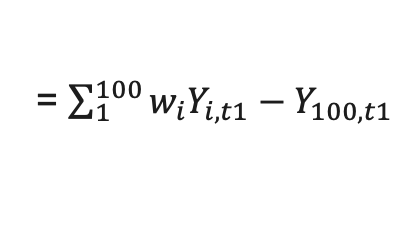 = ∑₁¹⁰⁰ wᵢYᵢ,ₜ₁ − Y₁₀₀,ₜ₁